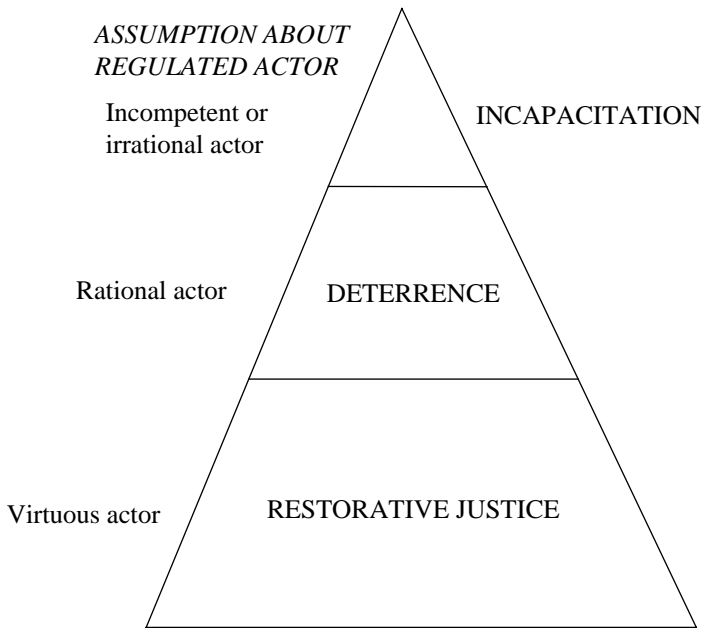 ASSUMPTION ABOUT
REGULATED ACTOR
Incompetent or
irrational actor
INCAPACITATION
Rational actor
DETERRENCE
Virtuous actor
RESTORATIVE JUSTICE